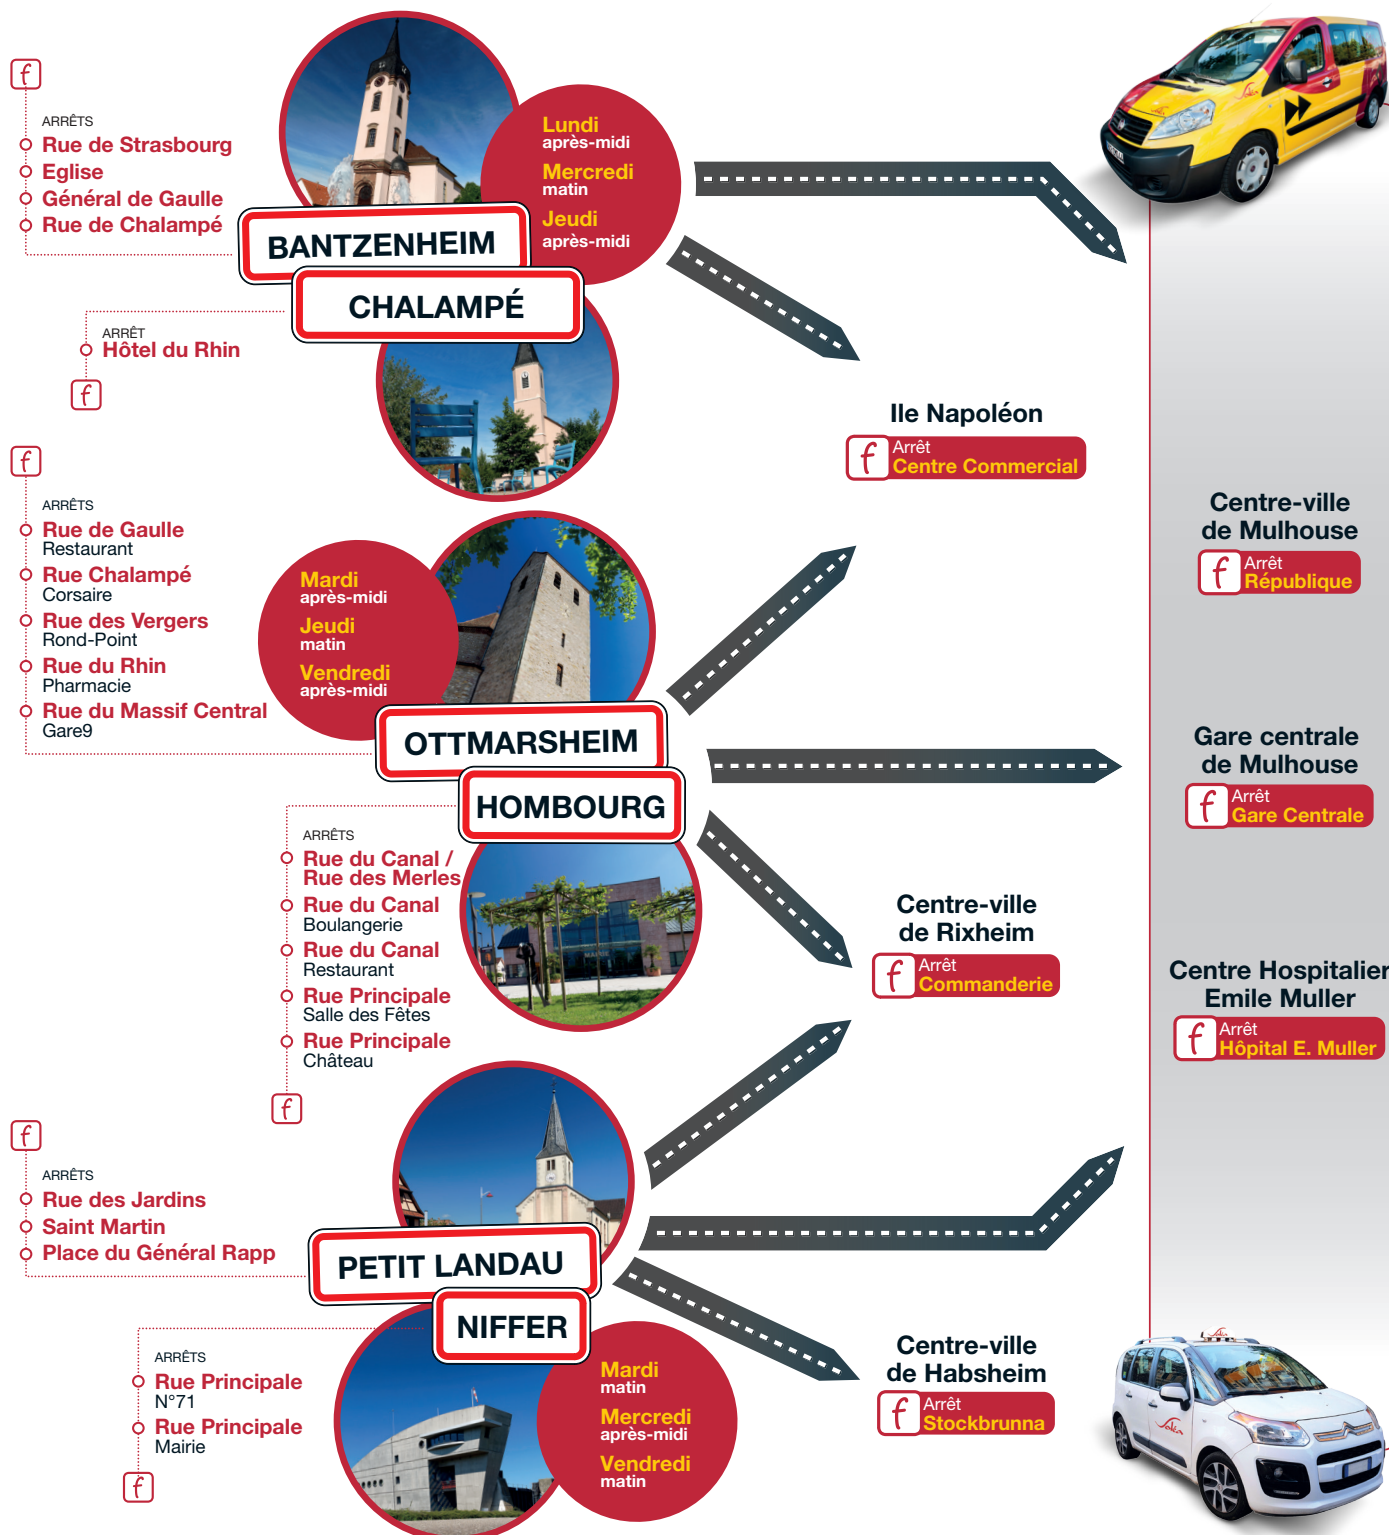 ARRÊTS
Rue de Strasbourg
Eglise
Général de Gaulle
Rue de Chalampé
Lundi
après-midi
Mercredi
matin
Jeudi
après-midi
BANTZENHEIM
CHALAMPÉ
ARRÊT
Hôtel du Rhin
Ile Napoléon
f Arrêt
Centre Commercial
ARRÊTS
Rue de Gaulle
Restaurant
Rue Chalampé
Corsaire
Rue des Vergers
Rond-Point
Rue du Rhin
Pharmacie
Rue du Massif Central
Gare9
Mardi
après-midi
Jeudi
matin
Vendredi
après-midi
OTTMARSHEIM
HOMBOURG
Centre-ville
de Mulhouse
f Arrêt
République
Gare centrale
de Mulhouse
f Arrêt
Gare Centrale
ARRÊTS
Rue du Canal /
Rue des Merles
Rue du Canal
Boulangerie
Rue du Canal
Restaurant
Rue Principale
Salle des Fêtes
Rue Principale
Château
Centre-ville
de Rixheim
f Arrêt
Commanderie
Centre Hospitalier
Emile Muller
f Arrêt
Hôpital E. Muller
ARRÊTS
Rue des Jardins
Saint Martin
Place du Général Rapp
PETIT LANDAU
NIFFER
ARRÊTS
Rue Principale
N°71
Rue Principale
Mairie
Mardi
matin
Mercredi
après-midi
Vendredi
matin
Centre-ville
de Habsheim
f Arrêt
Stockbrunna